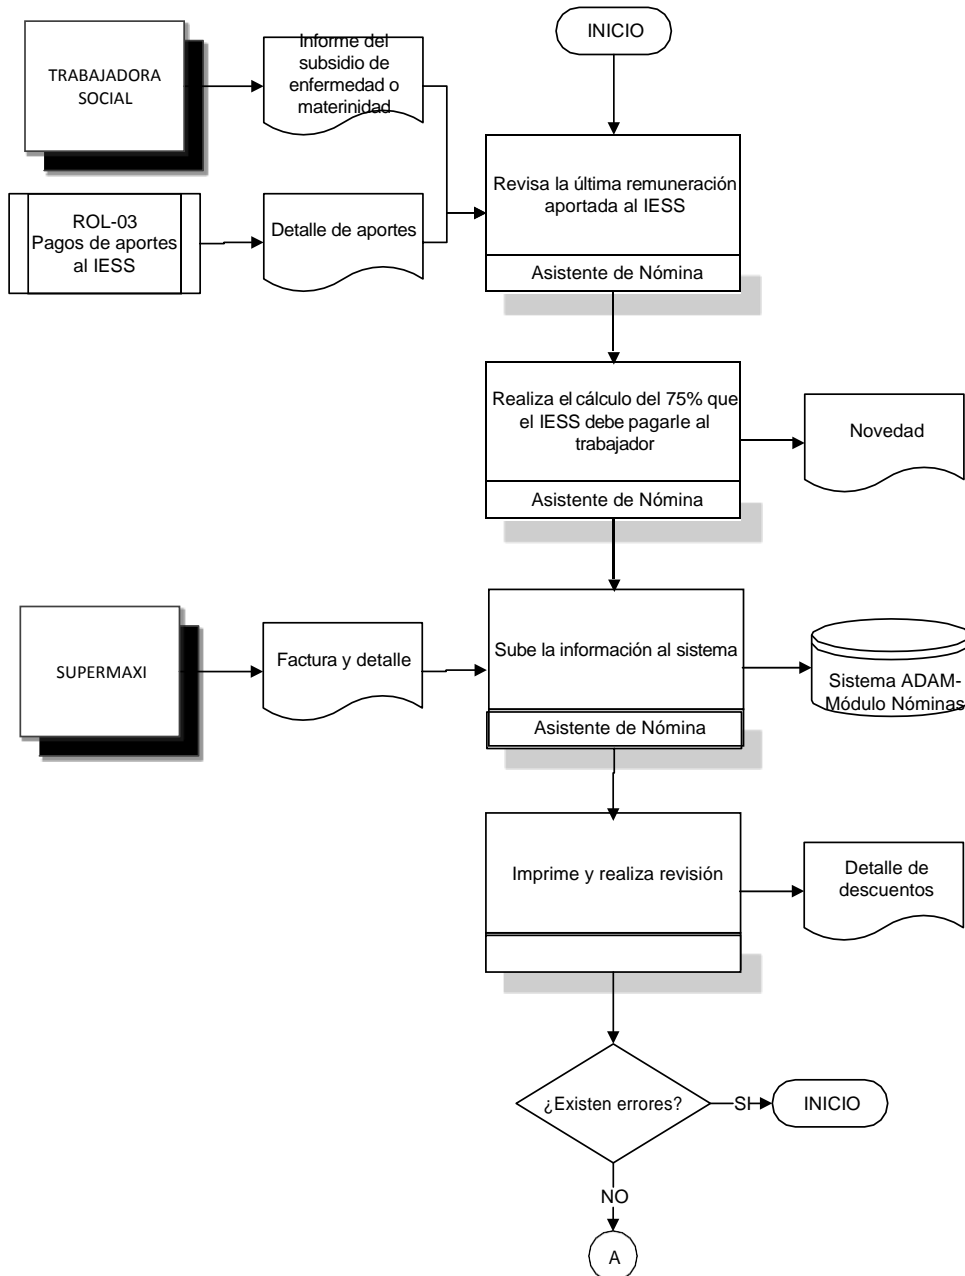 INICIO
Informe del
subsidio de
enfermedad o
materinidad
TRABAJADORA
SOCIAL
Revisa la última remuneración
aportada al IESS
ROL-03
Pagos de aportes
al IESS
Detalle de aportes
Asistente de Nómina
Realiza el cálculo del 75% que
el IESS debe pagarle al
trabajador
Novedad
Asistente de Nómina
SUPERMAXI
Factura y detalle
Sube la información al sistema
Sistema ADAM-
Módulo Nóminas
Asistente de Nómina
Imprime y realiza revisión
Detalle de
descuentos
¿Existen errores?
SI
INICIO
NO
A